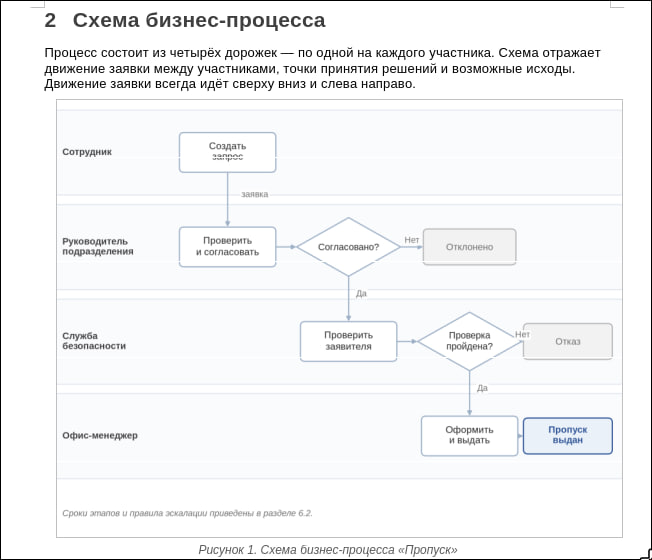 2 Схема бизнес-процесса
Процесс состоит из четырёх дорожек — по одной на каждого участника. Схема отражает
движение заявки между участниками, точки принятия решений и возможные исходы.
Движение заявки всегда идёт сверху вниз и слева направо.
Сотрудник
Создать
запрос
заявка
Руководитель
подразделения
Проверить
и согласовать
Согласовано?
Нет
Отклонено
Да
Служба
безопасности
Проверить
заявителя
Проверка
пройдена?
Нет
Отказ
Да
Офис-менеджер
Оформить
и выдать
Пропуск
выдан
Сроки этапов и правила эскалации приведены в разделе 6.2.
Рисунок 1. Схема бизнес-процесса «Пропуск»